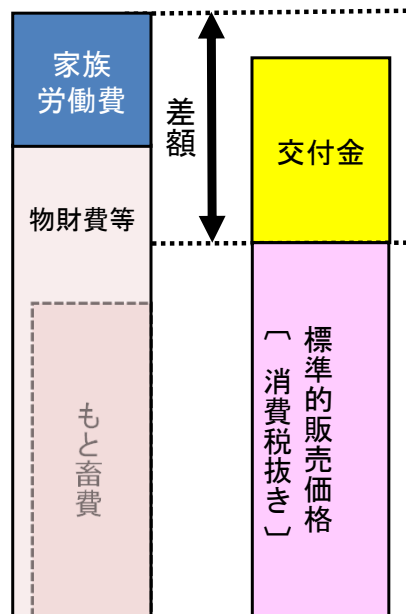 家族
労働費
差額
交付金
物財費等
もと畜費
標準的販売価格
〔消費税抜き〕